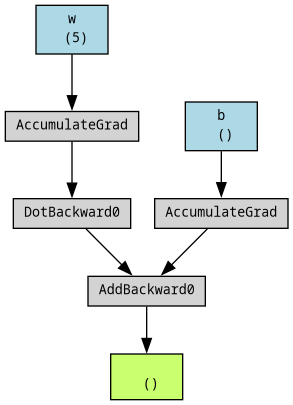 w
(5)
AccumulateGrad
b
()
DotBackward0
AccumulateGrad
AddBackward0
()